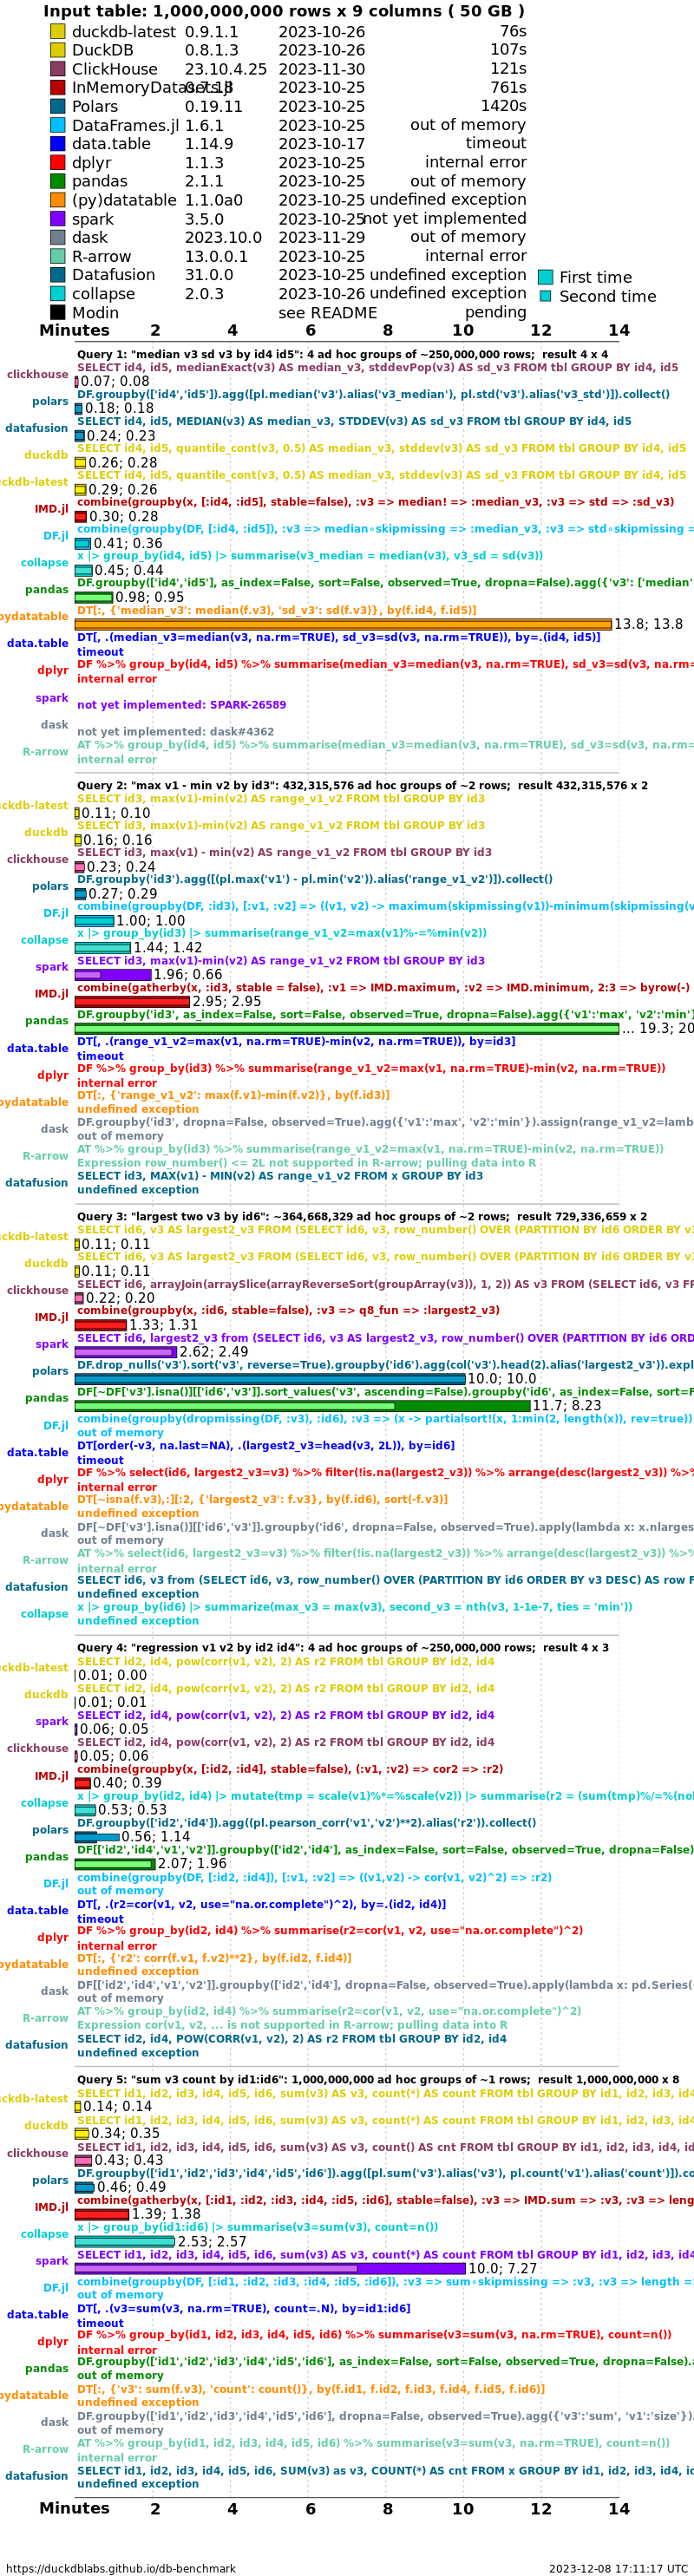 Input table: 1,000,000,000 rows x 9 columns ( 50 GB )
duckdb-latest 0.9.1.1 2023-10-26 76s
DuckDB 0.8.1.3 2023-10-26 107s
ClickHouse 23.10.4.25 2023-11-30 121s
InMemoryDatasets.jl 0.7.18 2023-10-25 761s
Polars 0.19.11 2023-10-25 1420s
DataFrames.jl 1.6.1 2023-10-25 out of memory
data.table 1.14.9 2023-10-17 timeout
dplyr 1.1.3 2023-10-25 internal error
pandas 2.1.1 2023-10-25 out of memory
(py)datatable 1.1.0a0 2023-10-25 undefined exception
spark 3.5.0 2023-10-25 not yet implemented
dask 2023.10.0 2023-11-29 out of memory
R-arrow 13.0.0.1 2023-10-25 internal error
Datafusion 31.0.0 2023-10-25 undefined exception
First time
collapse 2.0.3 2023-10-26 undefined exception
Second time
Modin see README pending
Minutes 2 4 6 8 10 12 14
Query 1: "median v3 sd v3 by id4 id5": 4 ad hoc groups of ~250,000,000 rows; result 4 x 4
clickhouse SELECT id4, id5, medianExact(v3) AS median_v3, stddevPop(v3) AS sd_v3 FROM tbl GROUP BY id4, id5
0.07; 0.08
polars DF.groupby(['id4','id5']).agg([pl.median('v3').alias('v3_median'), pl.std('v3').alias('v3_std')]).collect()
0.18; 0.18
datafusion SELECT id4, id5, MEDIAN(v3) AS median_v3, STDDEV(v3) AS sd_v3 FROM tbl GROUP BY id4, id5
0.24; 0.23
duckdb SELECT id4, id5, quantile_cont(v3, 0.5) AS median_v3, stddev(v3) AS sd_v3 FROM tbl GROUP BY id4, id5
0.26; 0.28
uckdb-latest SELECT id4, id5, quantile_cont(v3, 0.5) AS median_v3, stddev(v3) AS sd_v3 FROM tbl GROUP BY id4, id5
0.29; 0.26
IMD.jl combine(groupby(x, [:id4, :id5], stable=false), :v3 => median! => :median_v3, :v3 => std => :sd_v3)
0.30; 0.28
DF.jl combine(groupby(DF, [:id4, :id5]), :v3 => median∘skipmissing => :median_v3, :v3 => std∘skipmissing =
0.41; 0.36
collapse x |> group_by(id4, id5) |> summarise(v3_median = median(v3), v3_sd = sd(v3))
0.45; 0.44
pandas DF.groupby(['id4','id5'], as_index=False, sort=False, observed=True, dropna=False).agg({'v3': ['median'
0.98; 0.95
pydatatable DT[:, {'median_v3': median(f.v3), 'sd_v3': sd(f.v3)}, by(f.id4, f.id5)]
13.8; 13.8
data.table DT[, .(median_v3=median(v3, na.rm=TRUE), sd_v3=sd(v3, na.rm=TRUE)), by=.(id4, id5)]
timeout
dplyr DF %>% group_by(id4, id5) %>% summarise(median_v3=median(v3, na.rm=TRUE), sd_v3=sd(v3, na.rm=
internal error
spark not yet implemented: SPARK-26589
dask not yet implemented: dask#4362
R-arrow AT %>% group_by(id4, id5) %>% summarise(median_v3=median(v3, na.rm=TRUE), sd_v3=sd(v3, na.rm=
internal error
Query 2: "max v1 - min v2 by id3": 432,315,576 ad hoc groups of ~2 rows; result 432,315,576 x 2
uckdb-latest SELECT id3, max(v1)-min(v2) AS range_v1_v2 FROM tbl GROUP BY id3
0.11; 0.10
duckdb SELECT id3, max(v1)-min(v2) AS range_v1_v2 FROM tbl GROUP BY id3
0.16; 0.16
clickhouse SELECT id3, max(v1) - min(v2) AS range_v1_v2 FROM tbl GROUP BY id3
0.23; 0.24
polars DF.groupby('id3').agg([(pl.max('v1') - pl.min('v2')).alias('range_v1_v2')]).collect()
0.27; 0.29
DF.jl combine(groupby(DF, :id3), [:v1, :v2] => ((v1, v2) -> maximum(skipmissing(v1))-minimum(skipmissing(v
1.00; 1.00
collapse x |> group_by(id3) |> summarise(range_v1_v2=max(v1)%-=%min(v2))
1.44; 1.42
spark SELECT id3, max(v1)-min(v2) AS range_v1_v2 FROM tbl GROUP BY id3
1.96; 0.66
IMD.jl combine(gatherby(x, :id3, stable = false), :v1 => IMD.maximum, :v2 => IMD.minimum, 2:3 => byrow(-)
2.95; 2.95
pandas DF.groupby('id3', as_index=False, sort=False, observed=True, dropna=False).agg({'v1':'max', 'v2':'min'}
... 19.3; 20
data.table DT[, .(range_v1_v2=max(v1, na.rm=TRUE)-min(v2, na.rm=TRUE)), by=id3]
timeout
dplyr DF %>% group_by(id3) %>% summarise(range_v1_v2=max(v1, na.rm=TRUE)-min(v2, na.rm=TRUE))
internal error
pydatatable DT[:, {'range_v1_v2': max(f.v1)-min(f.v2)}, by(f.id3)]
undefined exception
dask DF.groupby('id3', dropna=False, observed=True).agg({'v1':'max', 'v2':'min'}).assign(range_v1_v2=lamb
out of memory
R-arrow AT %>% group_by(id3) %>% summarise(range_v1_v2=max(v1, na.rm=TRUE)-min(v2, na.rm=TRUE))
Expression row_number() <= 2L not supported in R-arrow; pulling data into R
datafusion SELECT id3, MAX(v1) - MIN(v2) AS range_v1_v2 FROM x GROUP BY id3
undefined exception
Query 3: "largest two v3 by id6": ~364,668,329 ad hoc groups of ~2 rows; result 729,336,659 x 2
uckdb-latest SELECT id6, v3 AS largest2_v3 FROM (SELECT id6, v3, row_number() OVER (PARTITION BY id6 ORDER BY v3
0.11; 0.11
duckdb SELECT id6, v3 AS largest2_v3 FROM (SELECT id6, v3, row_number() OVER (PARTITION BY id6 ORDER BY v3
0.11; 0.11
clickhouse SELECT id6, arrayJoin(arraySlice(arrayReverseSort(groupArray(v3)), 1, 2)) AS v3 FROM (SELECT id6, v3 FR
0.22; 0.20
IMD.jl combine(groupby(x, :id6, stable=false), :v3 => q8_fun => :largest2_v3)
1.33; 1.31
spark SELECT id6, largest2_v3 from (SELECT id6, v3 AS largest2_v3, row_number() OVER (PARTITION BY id6 ORD
2.62; 2.49
polars DF.drop_nulls('v3').sort('v3', reverse=True).groupby('id6').agg(col('v3').head(2).alias('largest2_v3')).expl
10.0; 10.0
pandas DF[~DF['v3'].isna()][['id6','v3']].sort_values('v3', ascending=False).groupby('id6', as_index=False, sort=F
11.7; 8.23
DF.jl combine(groupby(dropmissing(DF, :v3), :id6), :v3 => (x -> partialsort!(x, 1:min(2, length(x)), rev=true))
out of memory
data.table DT[order(-v3, na.last=NA), .(largest2_v3=head(v3, 2L)), by=id6]
timeout
dplyr DF %>% select(id6, largest2_v3=v3) %>% filter(!is.na(largest2_v3)) %>% arrange(desc(largest2_v3)) %>%
internal error
pydatatable DT[~isna(f.v3),:][:2, {'largest2_v3': f.v3}, by(f.id6), sort(-f.v3)]
undefined exception
dask DF[~DF['v3'].isna()][['id6','v3']].groupby('id6', dropna=False, observed=True).apply(lambda x: x.nlarges
out of memory
R-arrow AT %>% select(id6, largest2_v3=v3) %>% filter(!is.na(largest2_v3)) %>% arrange(desc(largest2_v3)) %>%
internal error
datafusion SELECT id6, v3 from (SELECT id6, v3, row_number() OVER (PARTITION BY id6 ORDER BY v3 DESC) AS row F
undefined exception
collapse x |> group_by(id6) |> summarize(max_v3 = max(v3), second_v3 = nth(v3, 1-1e-7, ties = 'min'))
undefined exception
Query 4: "regression v1 v2 by id2 id4": 4 ad hoc groups of ~250,000,000 rows; result 4 x 3
uckdb-latest SELECT id2, id4, pow(corr(v1, v2), 2) AS r2 FROM tbl GROUP BY id2, id4
0.01; 0.00
duckdb SELECT id2, id4, pow(corr(v1, v2), 2) AS r2 FROM tbl GROUP BY id2, id4
0.01; 0.01
spark SELECT id2, id4, pow(corr(v1, v2), 2) AS r2 FROM tbl GROUP BY id2, id4
0.06; 0.05
clickhouse SELECT id2, id4, pow(corr(v1, v2), 2) AS r2 FROM tbl GROUP BY id2, id4
0.05; 0.06
IMD.jl combine(groupby(x, [:id2, :id4], stable=false), (:v1, :v2) => cor2 => :r2)
0.40; 0.39
collapse x |> group_by(id2, id4) |> mutate(tmp = scale(v1)%*=%scale(v2)) |> summarise(r2 = (sum(tmp)%/=%(nol
0.53; 0.53
polars DF.groupby(['id2','id4']).agg((pl.pearson_corr('v1','v2')**2).alias('r2')).collect()
0.56; 1.14
pandas DF[['id2','id4','v1','v2']].groupby(['id2','id4'], as_index=False, sort=False, observed=True, dropna=False)
2.07; 1.96
DF.jl combine(groupby(DF, [:id2, :id4]), [:v1, :v2] => ((v1,v2) -> cor(v1, v2)^2) => :r2)
out of memory
data.table DT[, .(r2=cor(v1, v2, use="na.or.complete")^2), by=.(id2, id4)]
timeout
dplyr DF %>% group_by(id2, id4) %>% summarise(r2=cor(v1, v2, use="na.or.complete")^2)
internal error
pydatatable DT[:, {'r2': corr(f.v1, f.v2)**2}, by(f.id2, f.id4)]
undefined exception
dask DF[['id2','id4','v1','v2']].groupby(['id2','id4'], dropna=False, observed=True).apply(lambda x: pd.Series(
out of memory
R-arrow AT %>% group_by(id2, id4) %>% summarise(r2=cor(v1, v2, use="na.or.complete")^2)
Expression cor(v1, v2, ... is not supported in R-arrow; pulling data into R
datafusion SELECT id2, id4, POW(CORR(v1, v2), 2) AS r2 FROM tbl GROUP BY id2, id4
undefined exception
Query 5: "sum v3 count by id1:id6": 1,000,000,000 ad hoc groups of ~1 rows; result 1,000,000,000 x 8
uckdb-latest SELECT id1, id2, id3, id4, id5, id6, sum(v3) AS v3, count(*) AS count FROM tbl GROUP BY id1, id2, id3, id4
0.14; 0.14
duckdb SELECT id1, id2, id3, id4, id5, id6, sum(v3) AS v3, count(*) AS count FROM tbl GROUP BY id1, id2, id3, id4
0.34; 0.35
clickhouse SELECT id1, id2, id3, id4, id5, id6, sum(v3) AS v3, count() AS cnt FROM tbl GROUP BY id1, id2, id3, id4, id
0.43; 0.43
polars DF.groupby(['id1','id2','id3','id4','id5','id6']).agg([pl.sum('v3').alias('v3'), pl.count('v1').alias('count')]).co
0.46; 0.49
IMD.jl combine(gatherby(x, [:id1, :id2, :id3, :id4, :id5, :id6], stable=false), :v3 => IMD.sum => :v3, :v3 => leng
1.39; 1.38
collapse x |> group_by(id1:id6) |> summarise(v3=sum(v3), count=n())
2.53; 2.57
spark SELECT id1, id2, id3, id4, id5, id6, sum(v3) AS v3, count(*) AS count FROM tbl GROUP BY id1, id2, id3, id4
10.0; 7.27
DF.jl combine(groupby(DF, [:id1, :id2, :id3, :id4, :id5, :id6]), :v3 => sum∘skipmissing => :v3, :v3 => length =
out of memory
data.table DT[, .(v3=sum(v3, na.rm=TRUE), count=.N), by=id1:id6]
timeout
dplyr DF %>% group_by(id1, id2, id3, id4, id5, id6) %>% summarise(v3=sum(v3, na.rm=TRUE), count=n())
internal error
pandas DF.groupby(['id1','id2','id3','id4','id5','id6'], as_index=False, sort=False, observed=True, dropna=False).a
out of memory
pydatatable DT[:, {'v3': sum(f.v3), 'count': count()}, by(f.id1, f.id2, f.id3, f.id4, f.id5, f.id6)]
undefined exception
dask DF.groupby(['id1','id2','id3','id4','id5','id6'], dropna=False, observed=True).agg({'v3':'sum', 'v1':'size'}).
out of memory
R-arrow AT %>% group_by(id1, id2, id3, id4, id5, id6) %>% summarise(v3=sum(v3, na.rm=TRUE), count=n())
internal error
datafusion SELECT id1, id2, id3, id4, id5, id6, SUM(v3) as v3, COUNT(*) AS cnt FROM x GROUP BY id1, id2, id3, id4, id
undefined exception
Minutes 2 4 6 8 10 12 14
https://duckdblabs.github.io/db-benchmark 2023-12-08 17:11:17 UTC